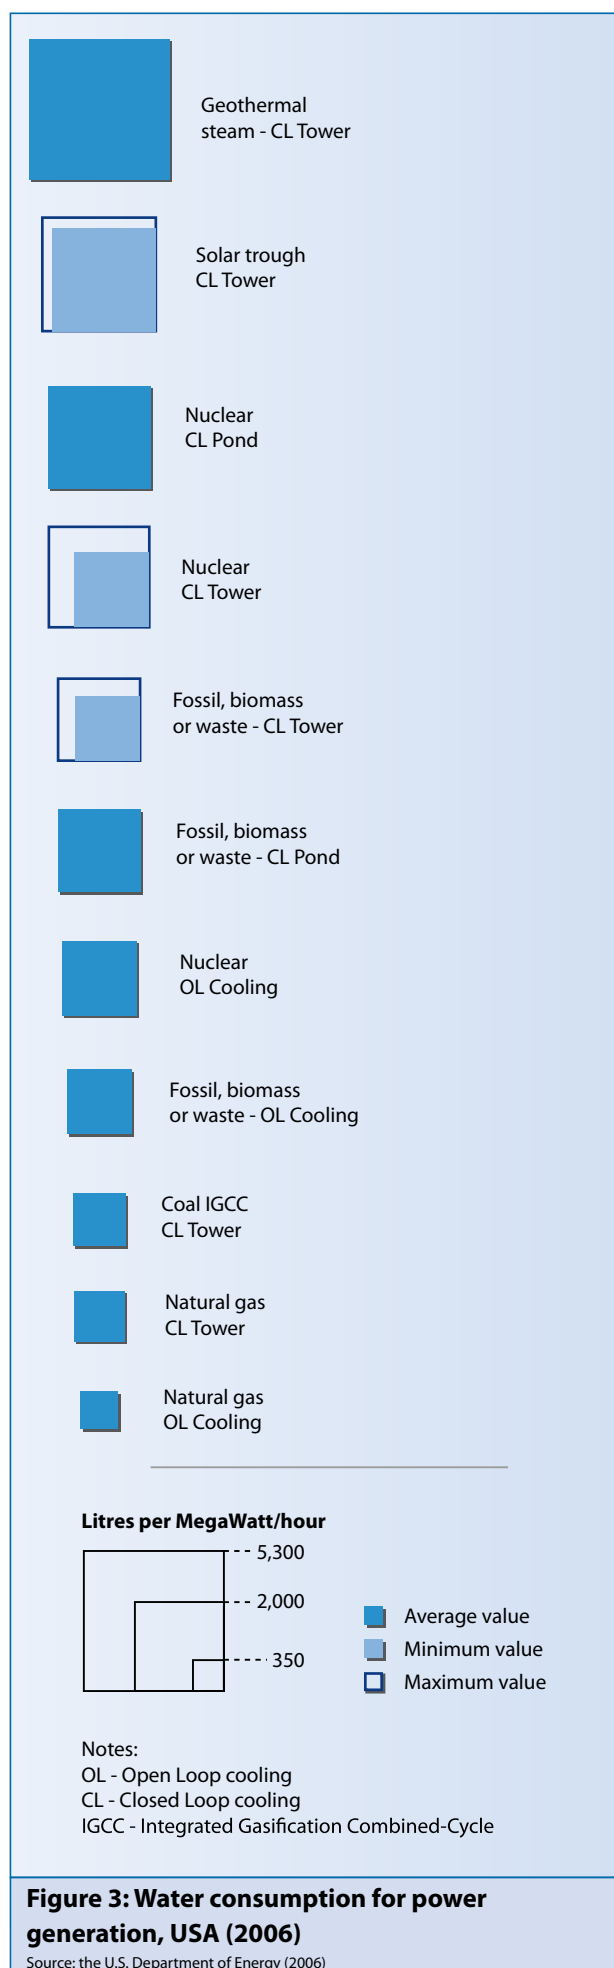 Geothermal
steam - CL Tower
Solar trough
CL Tower
Nuclear
CL Pond
Nuclear
CL Tower
Fossil, biomass
or waste - CL Tower
Fossil, biomass
or waste - CL Pond
Nuclear
OL Cooling
Fossil, biomass
or waste - OL Cooling
Coal IGCC
CL Tower
Natural gas
CL Tower
Natural gas
OL Cooling
Litres per MegaWatt/hour
5,300
2,000
350
Average value
Minimum value
Maximum value
Notes:
OL - Open Loop cooling
CL - Closed Loop cooling
IGCC - Integrated Gasification Combined-Cycle
Figure 3: Water consumption for power
generation, USA (2006)
Source: the U.S. Department of Energy (2006)